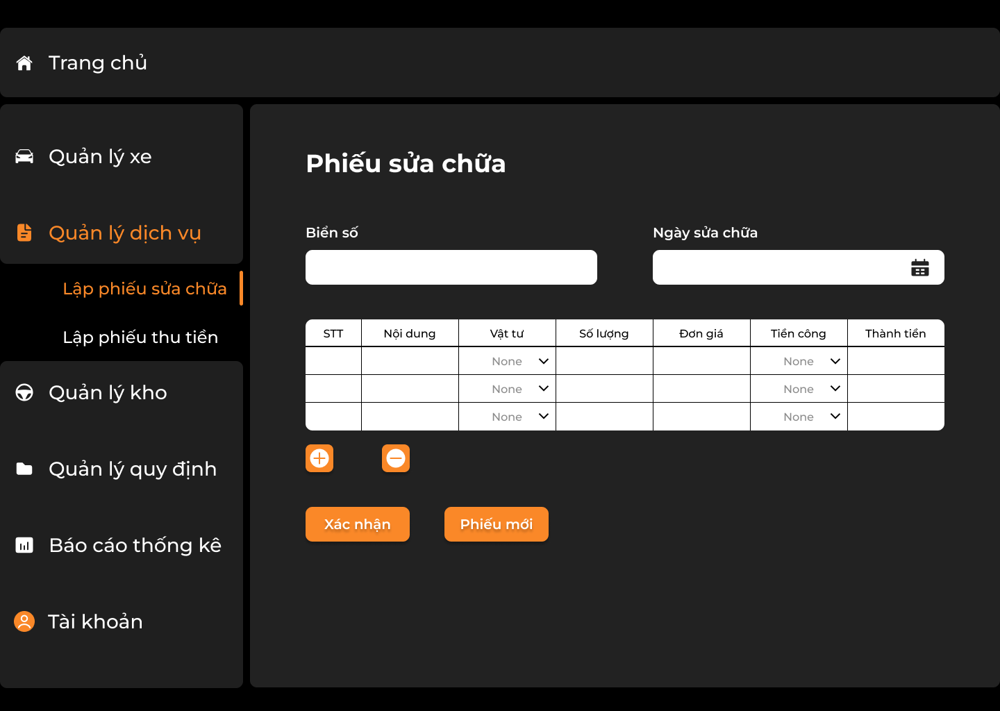 Trang chủ
Quản lý xe
Quản lý dịch vụ
Lập phiếu sửa chữa
Lập phiếu thu tiền
Quản lý kho
Quản lý quy định
Báo cáo thống kê
Tài khoản
Phiếu sửa chữa
Biển số
Ngày sửa chữa
STT Nội dung Vật tư Số lượng Đơn giá Tiền công Thành tiền
None None
None None
None None
Xác nhận Phiếu mới